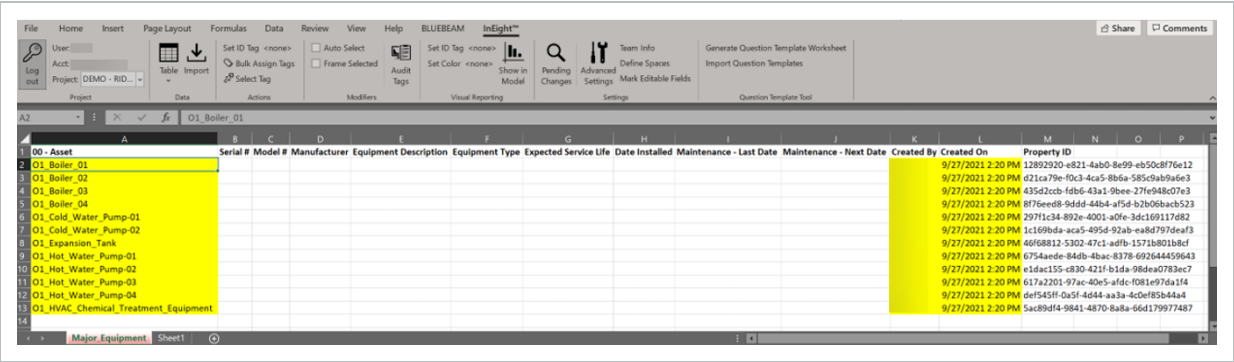 File Home Insert Page Layout Formulas Data Review View Help BLUEBEAM InEight™ Share Comments
User: Set ID Tag <none> Auto Select Set ID Tag <none> Team Info Generate Question Template Worksheet
Acct: Bulk Assign Tags Frame Selected Set Color <none> Define Spaces Import Question Templates
Log out Project: DEMO - RID... Table Import Select Tag Audit Tags Show in Model Pending Changes Advanced Settings Mark Editable Fields
Project Data Actions Modifiers Visual Reporting Settings Question Template Tool
A2 fx O1_Boiler_01
A B C D E F G H I J K L M N O P
1 00 - Asset Serial # Model # Manufacturer Equipment Description Equipment Type Expected Service Life Date Installed Maintenance - Last Date Maintenance - Next Date Created By Created On Property ID
2 O1_Boiler_01 9/27/2021 2:20 PM 12892920-e821-4ab0-8e99-eb50c8f76e12
3 O1_Boiler_02 9/27/2021 2:20 PM d21ca79e-f0c3-4ca5-8b6a-585c9ab9a6e3
4 O1_Boiler_03 9/27/2021 2:20 PM 435d2ccb-fdb6-43a1-9bee-27fe948c07e3
5 O1_Boiler_04 9/27/2021 2:20 PM 8f76eed8-9ddd-44b4-af5d-b2b06bacb523
6 O1_Cold_Water_Pump-01 9/27/2021 2:20 PM 297f1c34-892e-4001-a0fe-3dc169117d82
7 O1_Cold_Water_Pump-02 9/27/2021 2:20 PM 1c169bda-aca5-495d-92ab-ea8d797deaf3
8 O1_Expansion_Tank 9/27/2021 2:20 PM 46f68812-5302-47c1-adfb-1571b801b8cf
9 O1_Hot_Water_Pump-01 9/27/2021 2:20 PM 6754aede-84db-4bac-8378-692644459643
10 O1_Hot_Water_Pump-02 9/27/2021 2:20 PM e1dac155-c830-421f-b1da-98dea0783ec7
11 O1_Hot_Water_Pump-03 9/27/2021 2:20 PM 617a2201-97ac-40e5-afdc-f081e97da1f4
12 O1_Hot_Water_Pump-04 9/27/2021 2:20 PM def545ff-0a5f-4d44-aa3a-4c0ef85b44a4
13 O1_HVAC_Chemical_Treatment_Equipment 9/27/2021 2:20 PM 5ac89df4-9841-4870-8a8a-66d179977487
14
Major_Equipment Sheet1